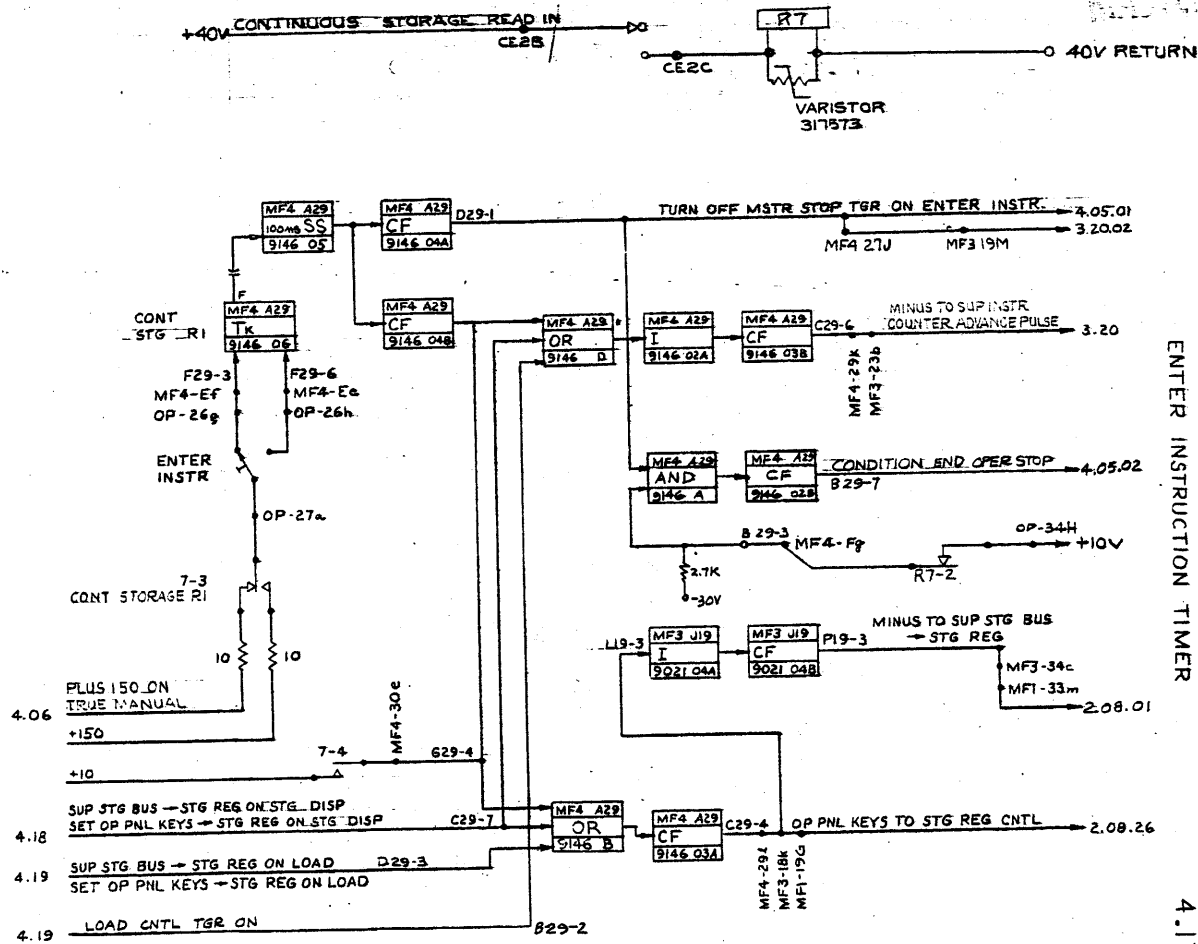 +40V CONTINUOUS STORAGE READ IN
CE2B
CE2C
R7
40V RETURN
VARISTOR
317573
MF4 A29
100ms SS
9146 05
MF4 A29
CF
9146 04A
D29-1
TURN OFF MSTR STOP TGR ON ENTER INSTR.
4.05.01
3.20.02
MF4 27J
MF3 19M
F
CONT
STG RI
MF4 A29
TK
9146 06
MF4 A29
CF
9146 04B
MF4 A29
OR
9146 D
MF4 A29
I
9146 02A
MF4 A29
CF
9146 03B
C29-6
MINUS TO SUP INSTR
COUNTER ADVANCE PULSE
3.20
MF4-29K
MF3-23b
F29-3
MF4-Ef
OP-26g
F29-6
MF4-Ee
OP-26h
ENTER
INSTR
OP-27a
MF4 A29
AND
9146 A
MF4 A29
CF
9146 02B
CONDITION END OPER STOP
B29-7
4.05.02
B29-3
MF4-Fg
R7-2
OP-34H
+10V
2.7K
-30V
7-3
CONT STORAGE RI
10
10
L19-3
MF3 J19
I
9021 04A
MF3 J19
CF
9021 04B
P19-3
MINUS TO SUP STG BUS
→ STG REG
MF3-34c
MF1-33m
2.08.01
4.06
PLUS 150 ON
TRUE MANUAL
+150
+10
7-4
MF4-30e
G29-4
4.18
SUP STG BUS → STG REG ON STG DISP
SET OP PNL KEYS → STG REG ON STG DISP
C29-7
4.19
SUP STG BUS → STG REG ON LOAD
D29-3
SET OP PNL KEYS → STG REG ON LOAD
MF4 A29
OR
9146 B
MF4 A29
CF
9146 03A
C29-4
OP PNL KEYS TO STG REG CNTL
2.08.26
MF4-29l
MF3-18k
MF1-19G
4.19
LOAD CNTL TGR ON
B29-2
ENTER INSTRUCTION TIMER
4.1